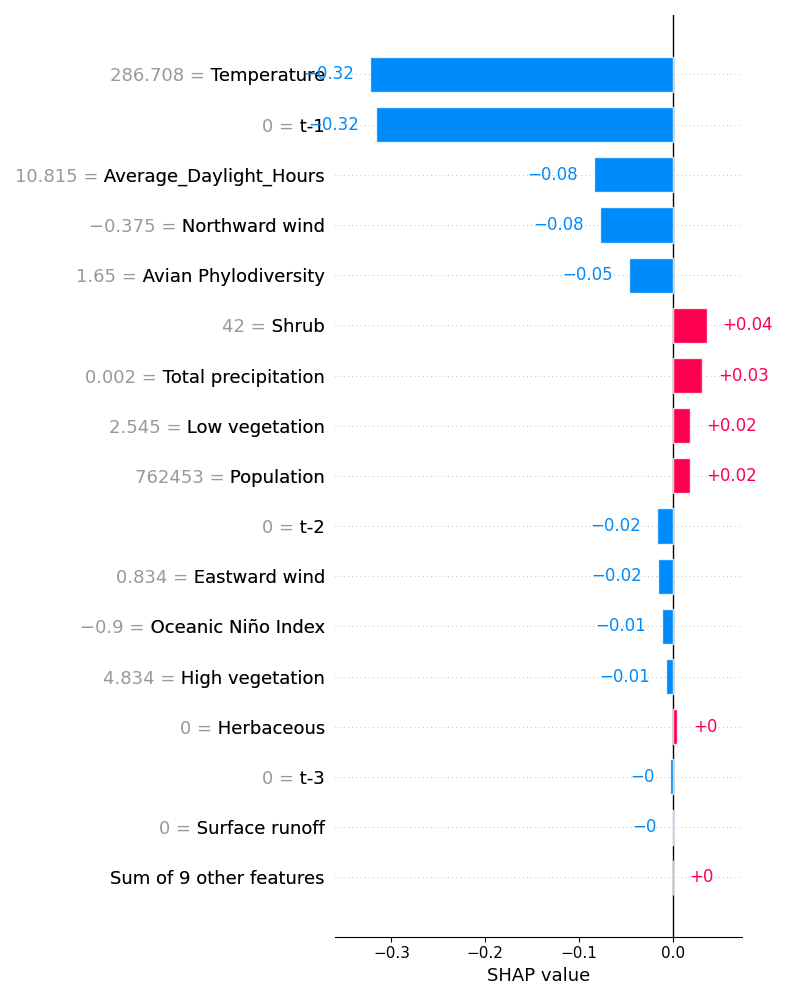 286.708 = Temperature −0.32
0 = t-1 −0.32
10.815 = Average_Daylight_Hours −0.08
−0.375 = Northward wind −0.08
1.65 = Avian Phylodiversity −0.05
42 = Shrub +0.04
0.002 = Total precipitation +0.03
2.545 = Low vegetation +0.02
762453 = Population +0.02
0 = t-2 −0.02
0.834 = Eastward wind −0.02
−0.9 = Oceanic Niño Index −0.01
4.834 = High vegetation −0.01
0 = Herbaceous +0
0 = t-3 −0
0 = Surface runoff −0
Sum of 9 other features +0
−0.3 −0.2 −0.1 0.0
SHAP value